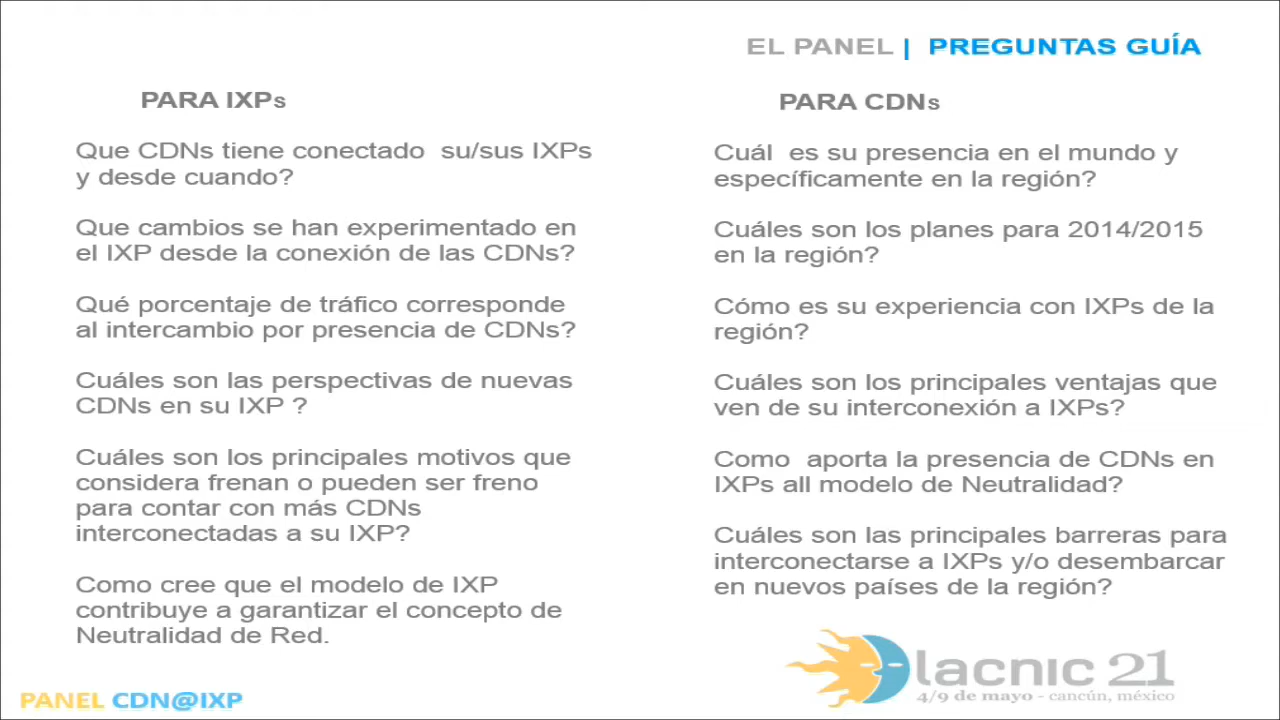 EL PANEL | PREGUNTAS GUÍA
PARA IXPs
Que CDNs tiene conectado su/sus IXPs
y desde cuando?
Que cambios se han experimentado en
el IXP desde la conexión de las CDNs?
Qué porcentaje de tráfico corresponde
al intercambio por presencia de CDNs?
Cuáles son las perspectivas de nuevas
CDNs en su IXP ?
Cuáles son los principales motivos que
considera frenan o pueden ser freno
para contar con más CDNs
interconectadas a su IXP?
Como cree que el modelo de IXP
contribuye a garantizar el concepto de
Neutralidad de Red.
PARA CDNs
Cuál es su presencia en el mundo y
específicamente en la región?
Cuáles son los planes para 2014/2015
en la región?
Cómo es su experiencia con IXPs de la
región?
Cuáles son los principales ventajas que
ven de su interconexión a IXPs?
Como aporta la presencia de CDNs en
IXPs all modelo de Neutralidad?
Cuáles son las principales barreras para
interconectarse a IXPs y/o desembarcar
en nuevos países de la región?
lacnic 21
4/9 de mayo - cancún, méxico
PANEL CDN@IXP